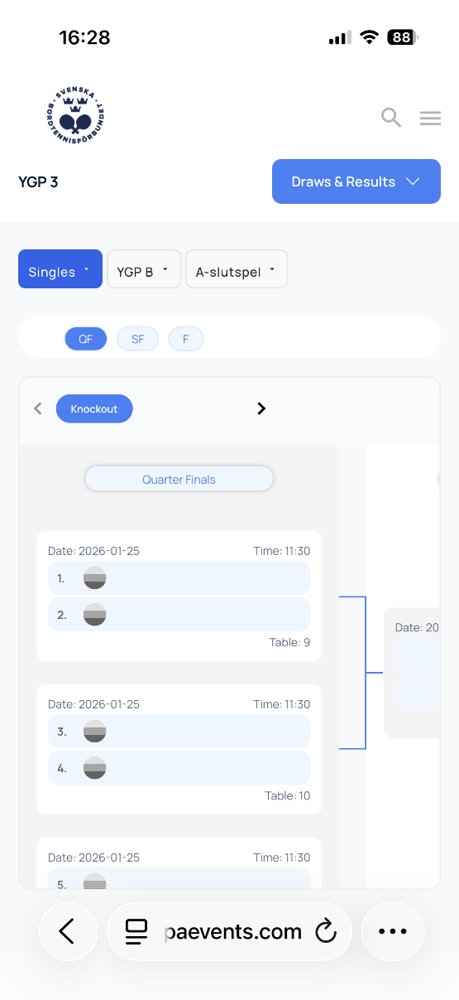 16:28
88
SVENSKA
BORDTENNISFÖRBUNDET
YGP 3
Draws & Results
Singles
YGP B
A-slutspel
QF
SF
F
Knockout
Quarter Finals
Date: 2026-01-25
Time: 11:30
1.
2.
Table: 9
Date: 20
Date: 2026-01-25
Time: 11:30
3.
4.
Table: 10
Date: 2026-01-25
Time: 11:30
5.
paevents.com